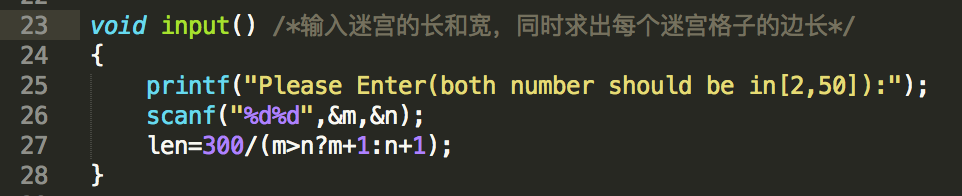 23 void input() /*输入迷宫的长和宽，同时求出每个迷宫格子的边长*/
24 {
25 printf("Please Enter(both number should be in[2,50]):");
26 scanf("%d%d",&m,&n);
27 len=300/(m>n?m+1:n+1);
28 }